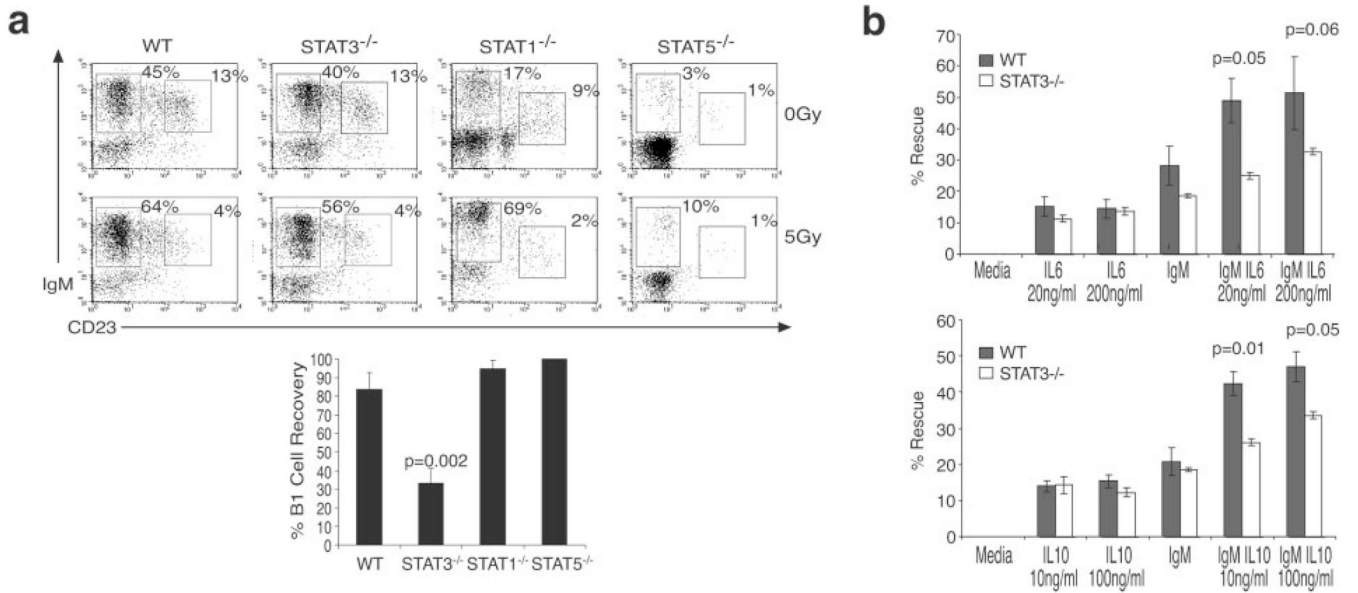 a
WT STAT3-/- STAT1-/- STAT5-/-
45% 13% 40% 13% 17% 9% 3% 1% 0Gy
64% 4% 56% 4% 69% 2% 10% 1% 5Gy
IgM
CD23
% B1 Cell Recovery
100
90
80
70
60
50
40
30
20
10
0
p=0.002
WT STAT3-/- STAT1-/- STAT5-/-
b
% Rescue
70
60
50
40
30
20
10
0
WT
STAT3-/-
p=0.05
p=0.06
Media IL6 IL6 IgM IgM IL6 IgM IL6
20ng/ml 200ng/ml 20ng/ml 200ng/ml
% Rescue
60
50
40
30
20
10
0
WT
STAT3-/-
p=0.01
p=0.05
Media IL10 IL10 IgM IgM IL10 IgM IL10
10ng/ml 100ng/ml 10ng/ml 100ng/ml